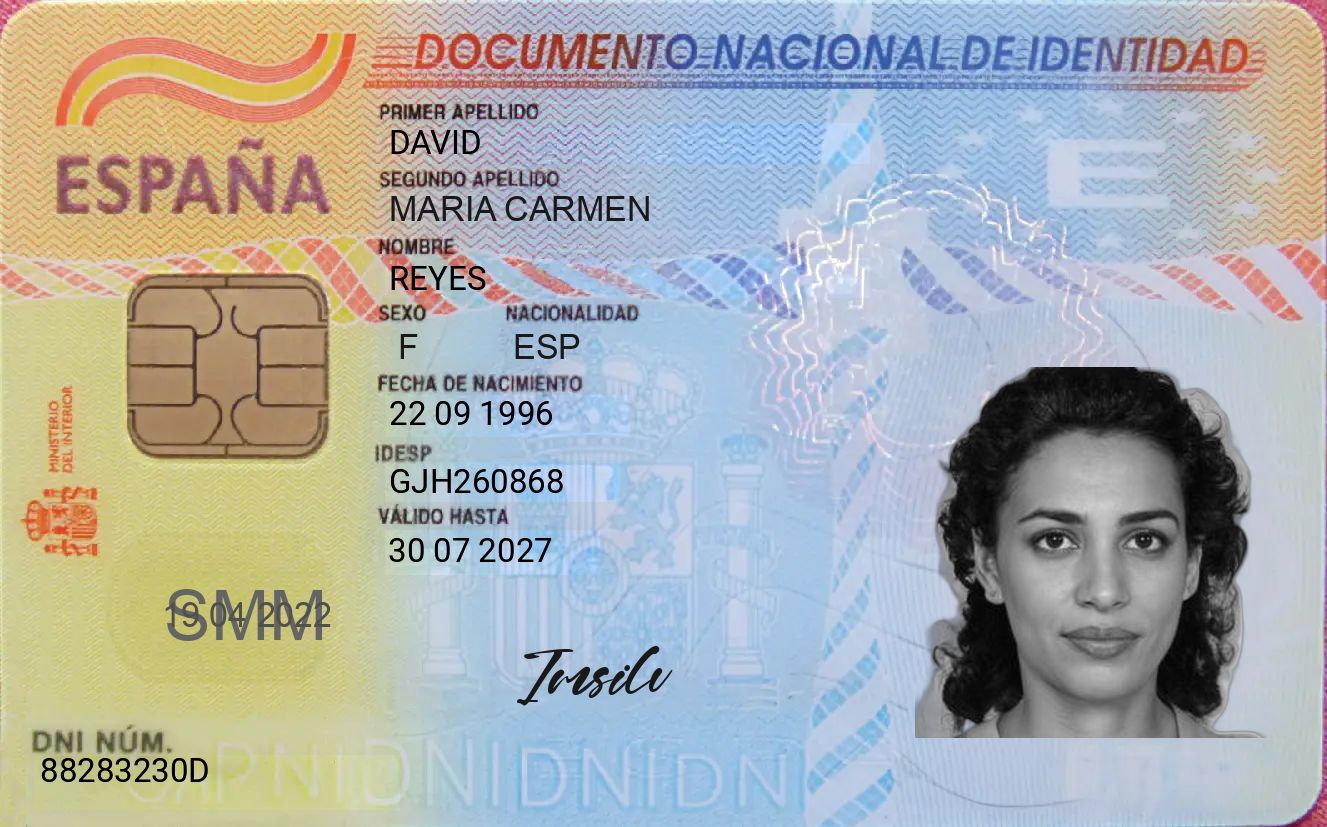 DOCUMENTO NACIONAL DE IDENTIDAD
ESPAÑA
PRIMER APELLIDO
DAVID
SEGUNDO APELLIDO
MARIA CARMEN
NOMBRE
REYES
SEXO NACIONALIDAD
F ESP
FECHA DE NACIMIENTO
22 09 1996
IDESP
GJH260868
VÁLIDO HASTA
30 07 2027
MINISTERIO
DEL INTERIOR
E
SMM
19 04 2022
DNI NÚM.
88283230D